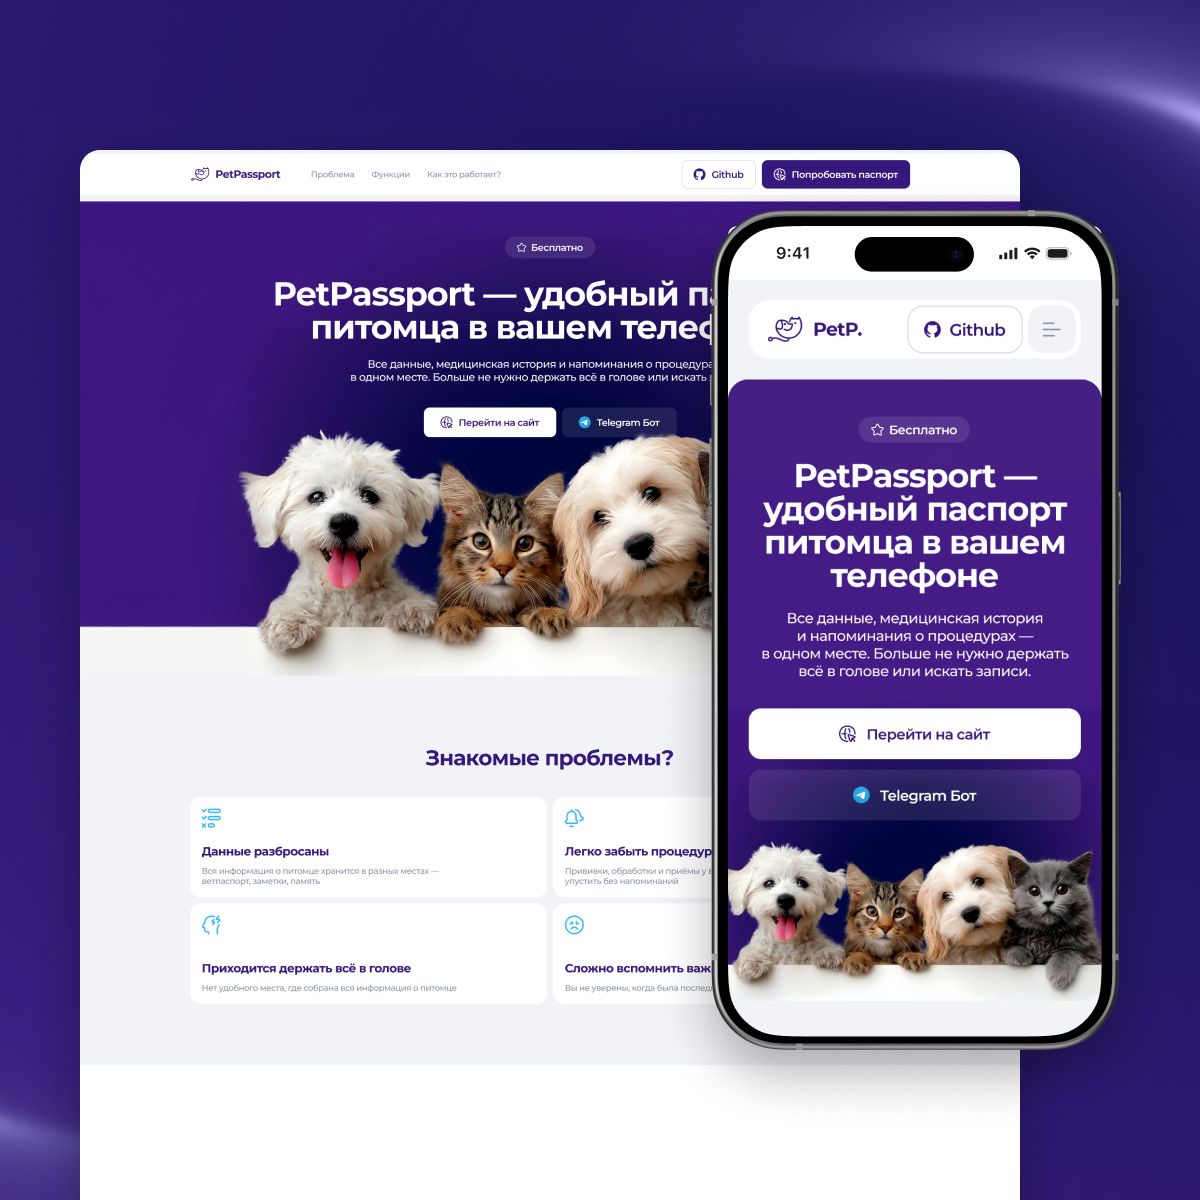 PetPassport
Проблема
Функции
Как это работает?
Github
Попробовать паспорт
Бесплатно
PetPassport — удобный
питомца в вашем
Все данные, медицинская история и напоминания о
в одном месте. Больше не нужно держать всё в голове или искать
Перейти на сайт
Telegram Бот
Знакомые проблемы?
Данные разбросаны
Вся информация о питомце хранится в разных местах —
ветпаспорт, заметки, память
Легко забыть
Прививки, обработки и приёмы у
упустить без напоминаний
Приходится держать всё в голове
Нет удобного места, где собрана вся информация о питомце
Сложно вспомнить
Вы не уверены, когда была
9:41
PetP.
Github
Бесплатно
PetPassport —
удобный паспорт
питомца в вашем
телефоне
Все данные, медицинская история
и напоминания о процедурах —
в одном месте. Больше не нужно держать
всё в голове или искать записи.
Перейти на сайт
Telegram Бот